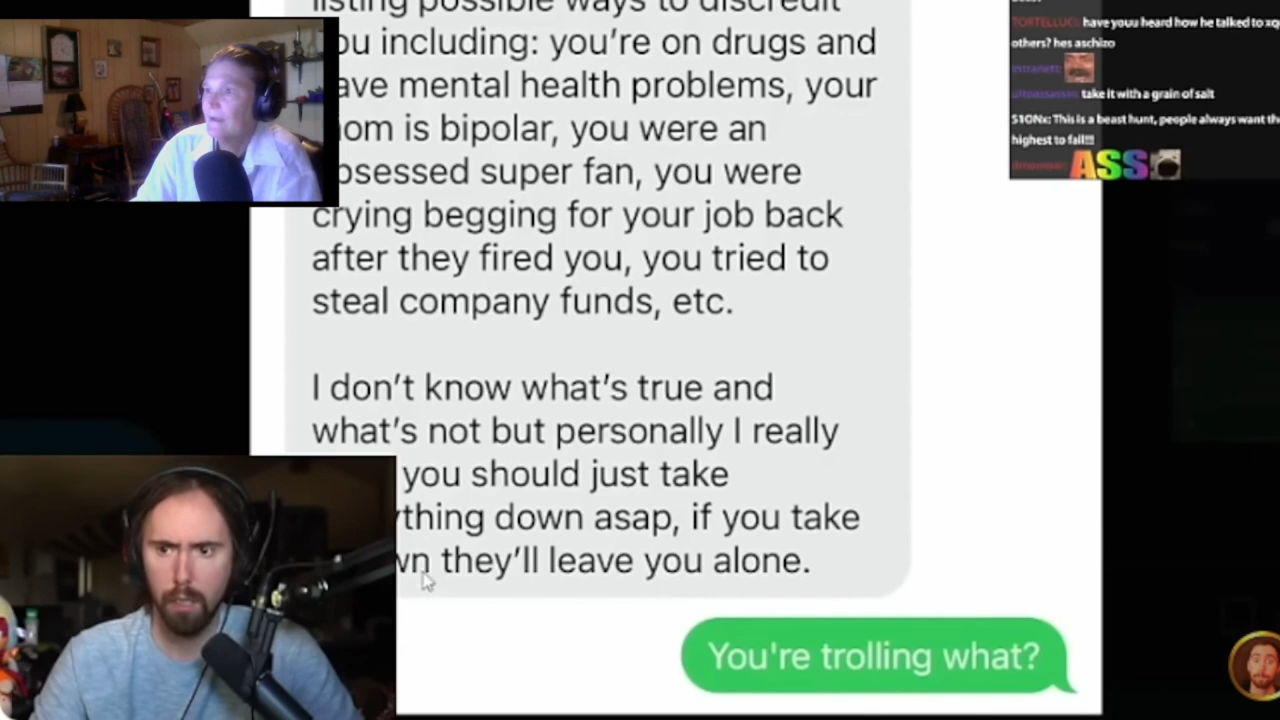 listing possible ways to discredit
ou including: you're on drugs and
ave mental health problems, your
om is bipolar, you were an
bsessed super fan, you were
crying begging for your job back
after they fired you, you tried to
steal company funds, etc.
I don't know what's true and
what's not but personally I really
you should just take
thing down asap, if you take
wn they'll leave you alone.
You're trolling what?
TORTELLUC: have youu heard how he talked to xq
others? hes aschizo
take it with a grain of salt
S1ONx: This is a beast hunt, people always want the
highest to fall!!!
ASS